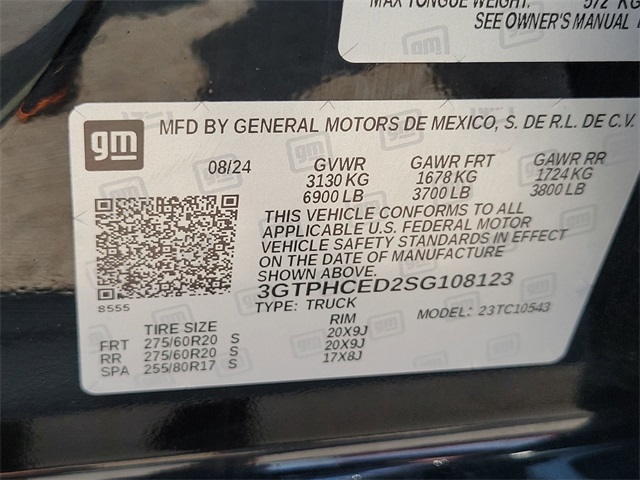 MAX TONGUE WEIGHT: 572 KG
SEE OWNER'S MANUAL
gm
MFD BY GENERAL MOTORS DE MEXICO, S. DE R.L. DE C.V.
08/24 GVWR GAWR FRT GAWR RR
3130 KG 1678 KG 1724 KG
6900 LB 3700 LB 3800 LB
THIS VEHICLE CONFORMS TO ALL
APPLICABLE U.S. FEDERAL MOTOR
VEHICLE SAFETY STANDARDS IN EFFECT
ON THE DATE OF MANUFACTURE
SHOWN ABOVE.
3GTPHCED2SG108123
8555
TYPE: TRUCK MODEL: 23TC10543
TIRE SIZE RIM
FRT 275/60R20 S 20X9J
RR 275/60R20 S 20X9J
SPA 255/80R17 S 17X8J